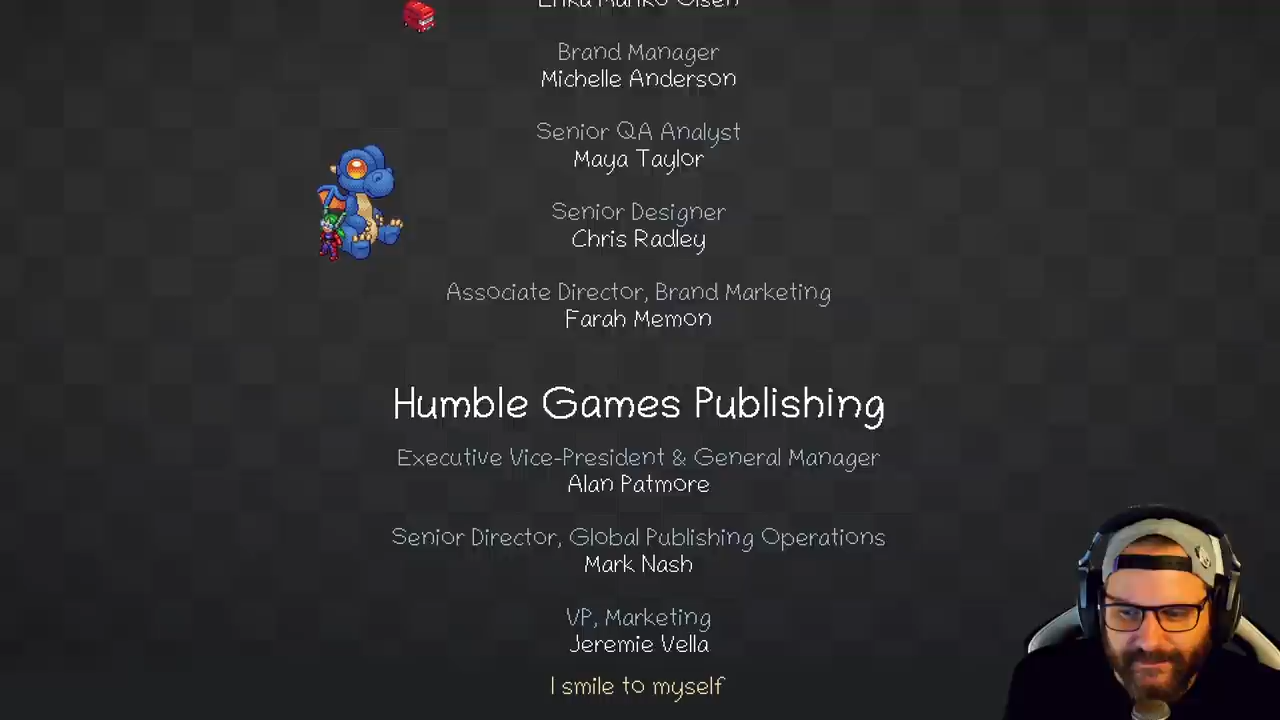 Brand Manager
Michelle Anderson
Senior QA Analyst
Maya Taylor
Senior Designer
Chris Radley
Associate Director, Brand Marketing
Farah Memon
Humble Games Publishing
Executive Vice-President & General Manager
Alan Patmore
Senior Director, Global Publishing Operations
Mark Nash
VP, Marketing
Jeremie Vella
I smile to myself